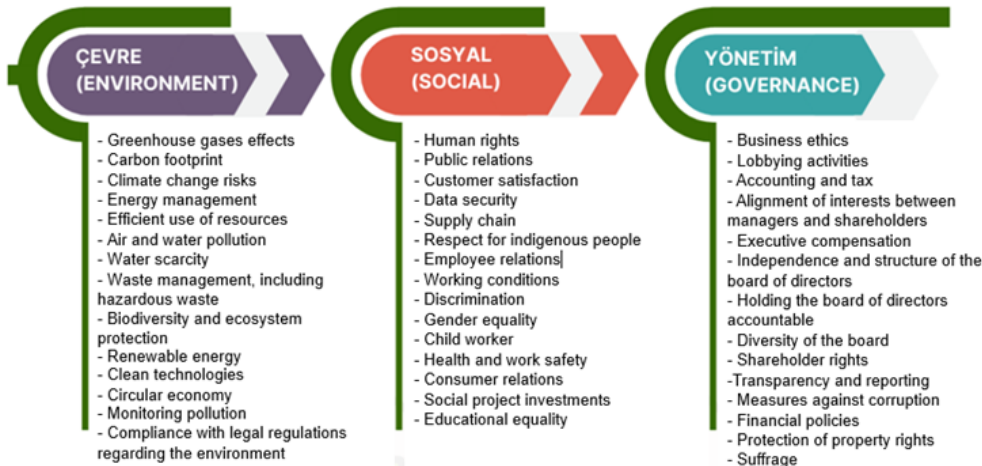 ÇEVRE
(ENVIRONMENT)
- Greenhouse gases effects
- Carbon footprint
- Climate change risks
- Energy management
- Efficient use of resources
- Air and water pollution
- Water scarcity
- Waste management, including
hazardous waste
- Biodiversity and ecosystem
protection
- Renewable energy
- Clean technologies
- Circular economy
- Monitoring pollution
- Compliance with legal regulations
regarding the environment
SOSYAL
(SOCIAL)
- Human rights
- Public relations
- Customer satisfaction
- Data security
- Supply chain
- Respect for indigenous people
- Employee relations
- Working conditions
- Discrimination
- Gender equality
- Child worker
- Health and work safety
- Consumer relations
- Social project investments
- Educational equality
YÖNETİM
(GOVERNANCE)
- Business ethics
- Lobbying activities
- Accounting and tax
- Alignment of interests between
managers and shareholders
- Executive compensation
- Independence and structure of the
board of directors
- Holding the board of directors
accountable
- Diversity of the board
- Shareholder rights
-Transparency and reporting
- Measures against corruption
- Financial policies
- Protection of property rights
- Suffrage